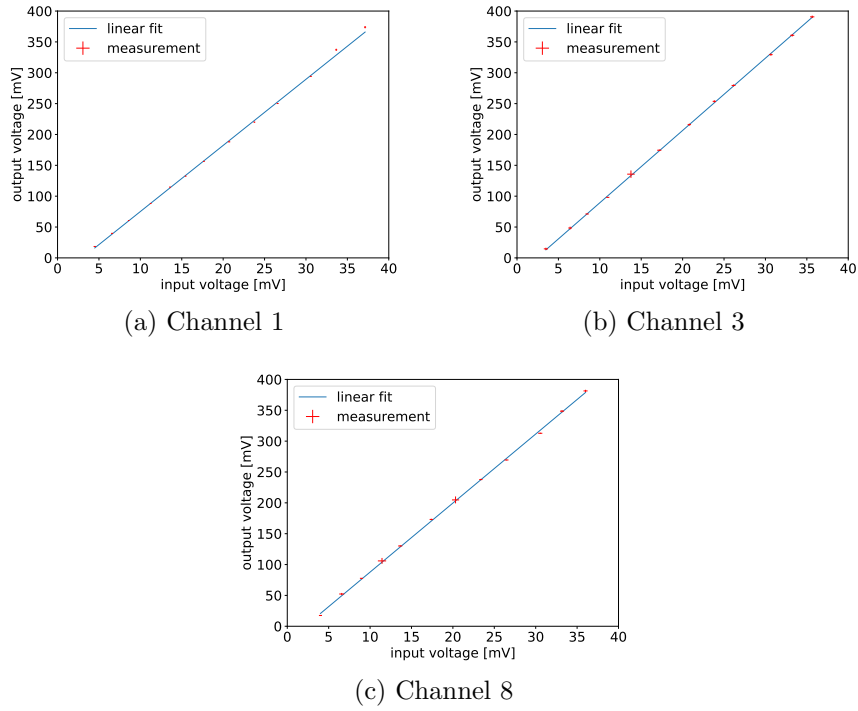 400
350
300
250
200
150
100
50
0
output voltage [mV]
linear fit
measurement
0 5 10 15 20 25 30 35 40
input voltage [mV]
(a) Channel 1
400
350
300
250
200
150
100
50
0
output voltage [mV]
linear fit
measurement
0 5 10 15 20 25 30 35 40
input voltage [mV]
(b) Channel 3
400
350
300
250
200
150
100
50
0
output voltage [mV]
linear fit
measurement
0 5 10 15 20 25 30 35 40
input voltage [mV]
(c) Channel 8